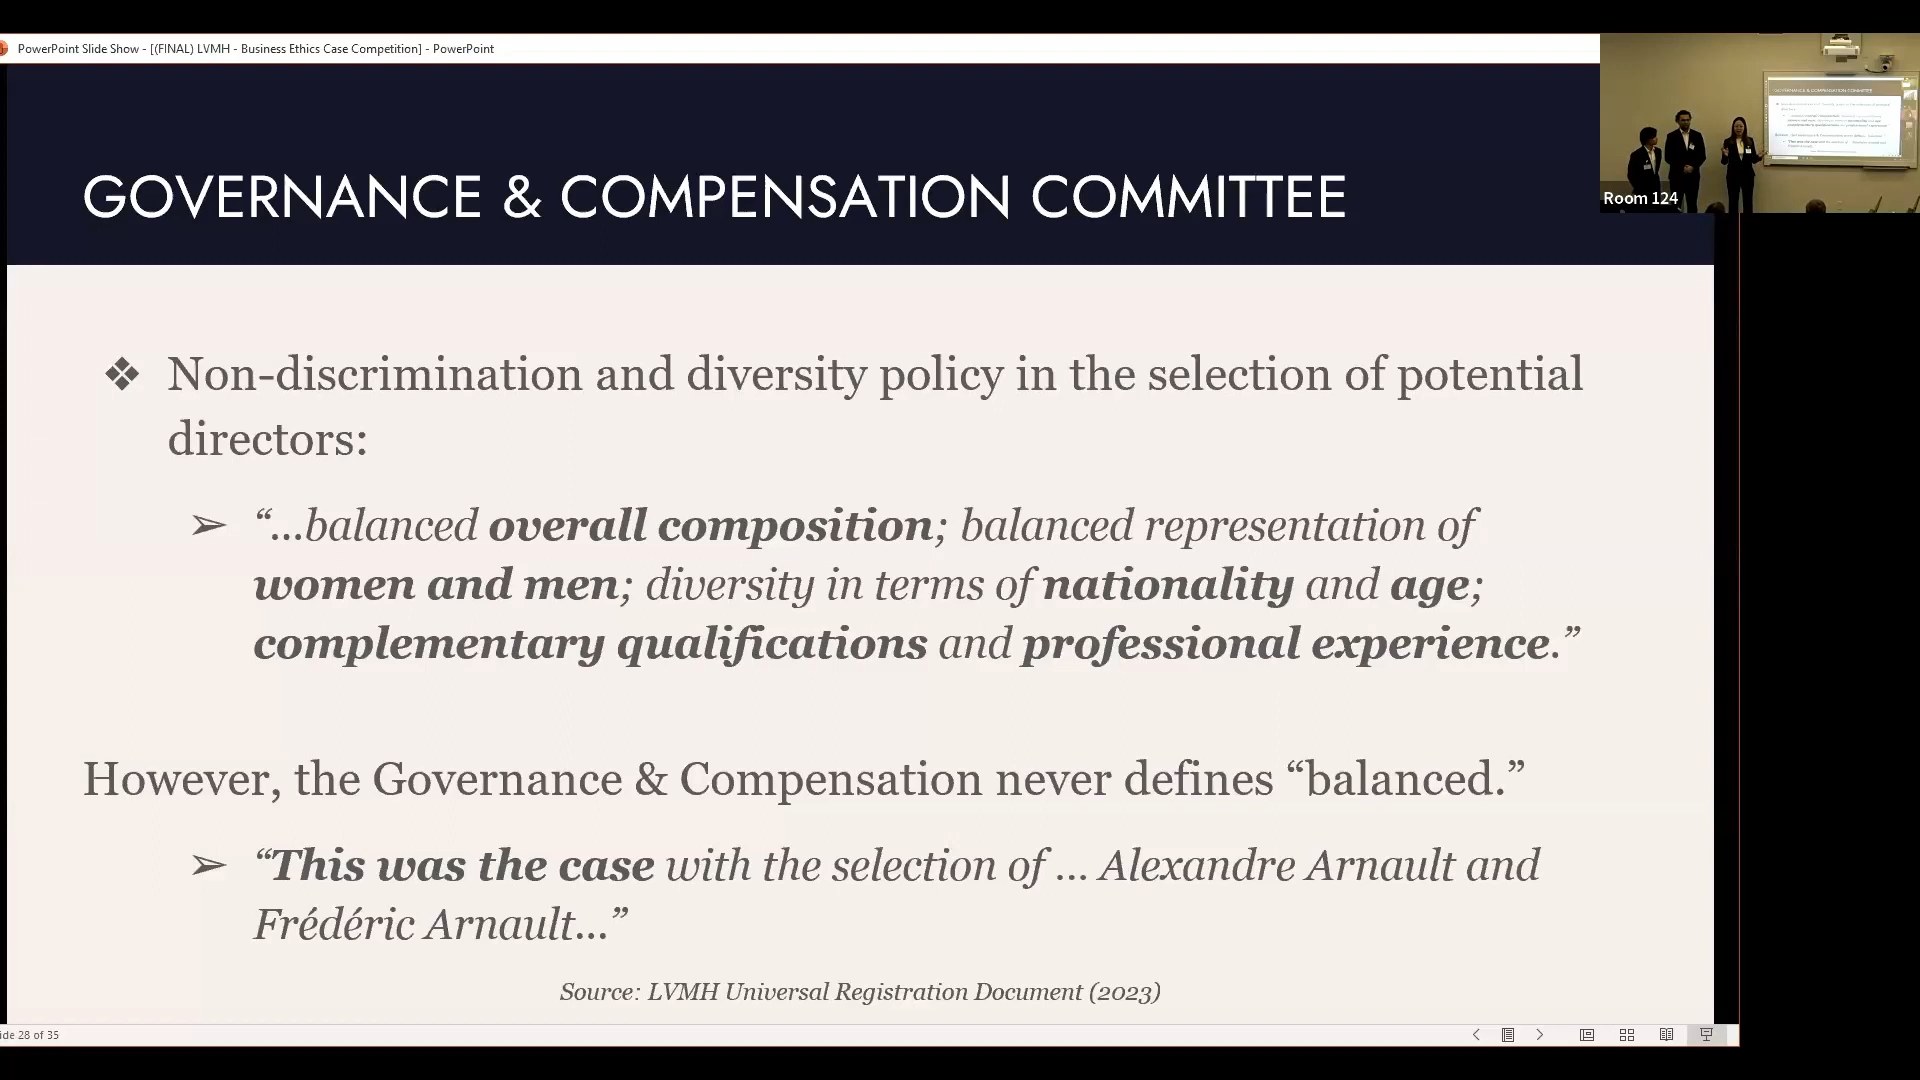 PowerPoint Slide Show - [(FINAL) LVMH - Business Ethics Case Competition] - PowerPoint
GOVERNANCE & COMPENSATION COMMITTEE
Room 124
❖ Non-discrimination and diversity policy in the selection of potential
directors:
➢ “...balanced overall composition; balanced representation of
women and men; diversity in terms of nationality and age;
complementary qualifications and professional experience.”
However, the Governance & Compensation never defines “balanced.”
➢ “This was the case with the selection of ... Alexandre Arnault and
Frédéric Arnault...”
Source: LVMH Universal Registration Document (2023)
ide 28 of 35